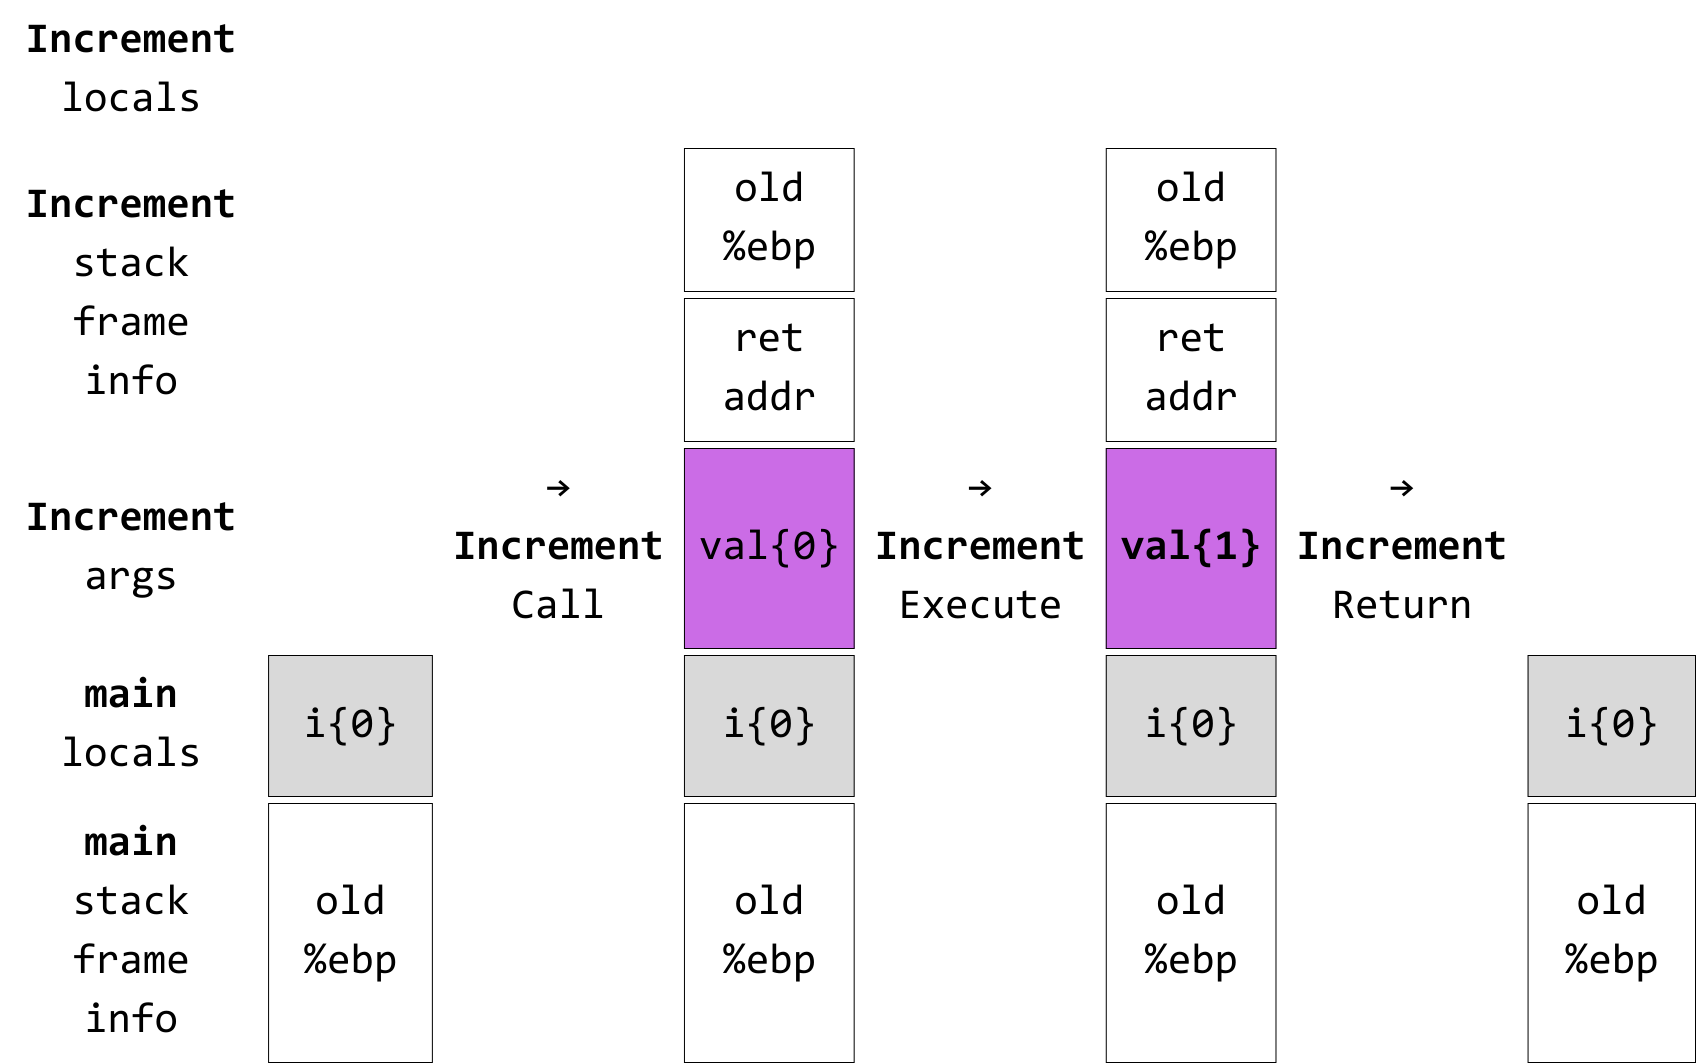 Increment
locals
Increment
stack
frame
info
old
%ebp
old
%ebp
ret
addr
ret
addr
Increment
args
→
Increment
Call
val{0}
→
Increment
Execute
val{1}
→
Increment
Return
main
locals
i{0}
i{0}
i{0}
i{0}
main
stack
frame
info
old
%ebp
old
%ebp
old
%ebp
old
%ebp